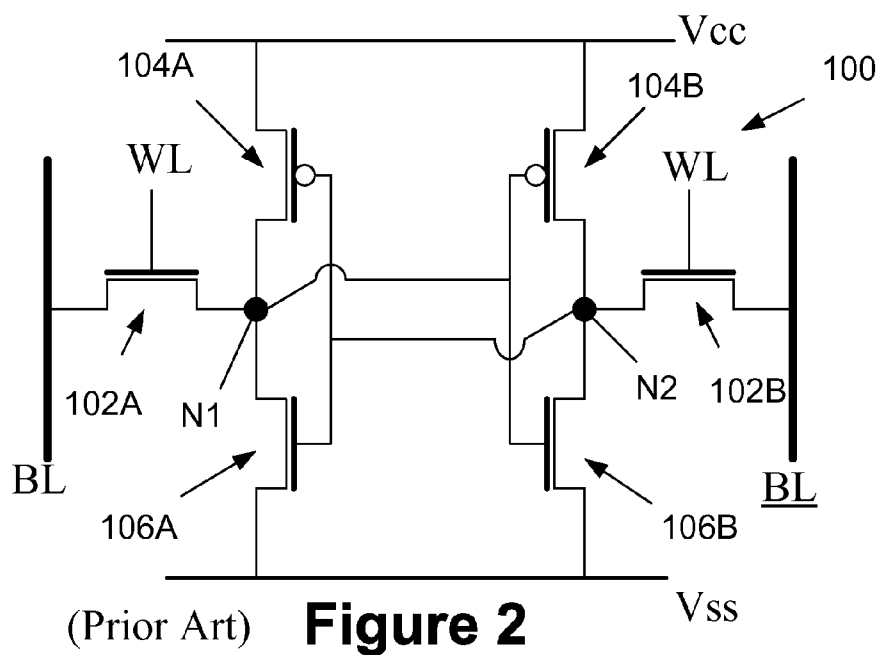 Vcc
104A
104B
100
WL
WL
102A
N1
N2
102B
BL
BL
106A
106B
Vss
(Prior Art) Figure 2